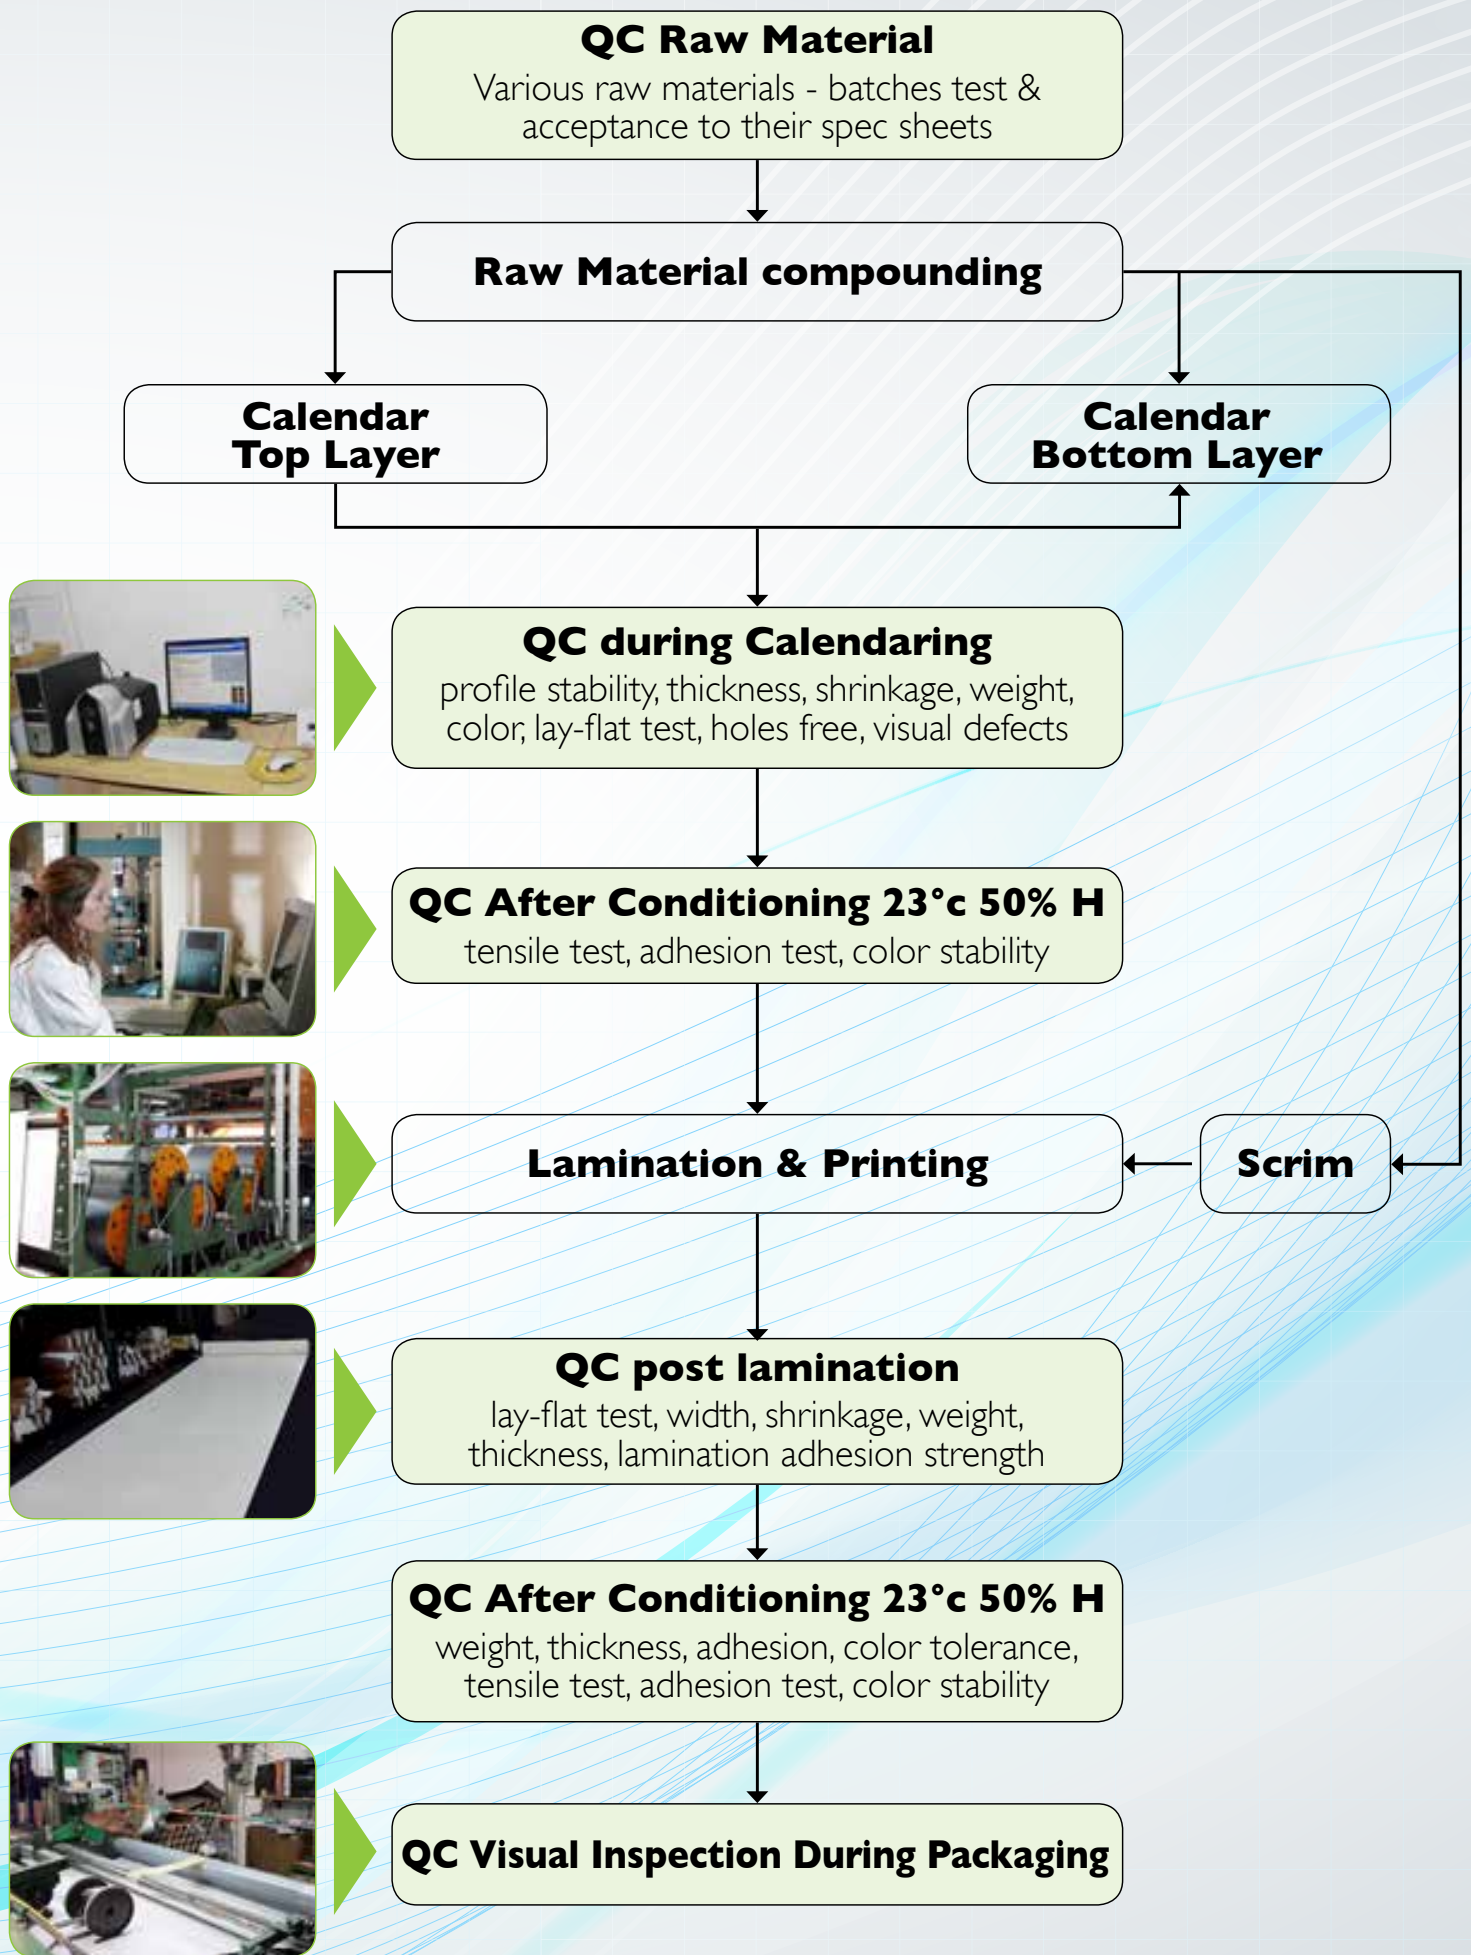 QC Raw Material
Various raw materials - batches test &
acceptance to their spec sheets
Raw Material compounding
Calendar
Top Layer
Calendar
Bottom Layer
QC during Calendaring
profile stability, thickness, shrinkage, weight,
color, lay-flat test, holes free, visual defects
QC After Conditioning 23°c 50% H
tensile test, adhesion test, color stability
Lamination & Printing
Scrim
QC post lamination
lay-flat test, width, shrinkage, weight,
thickness, lamination adhesion strength
QC After Conditioning 23°c 50% H
weight, thickness, adhesion, color tolerance,
tensile test, adhesion test, color stability
QC Visual Inspection During Packaging